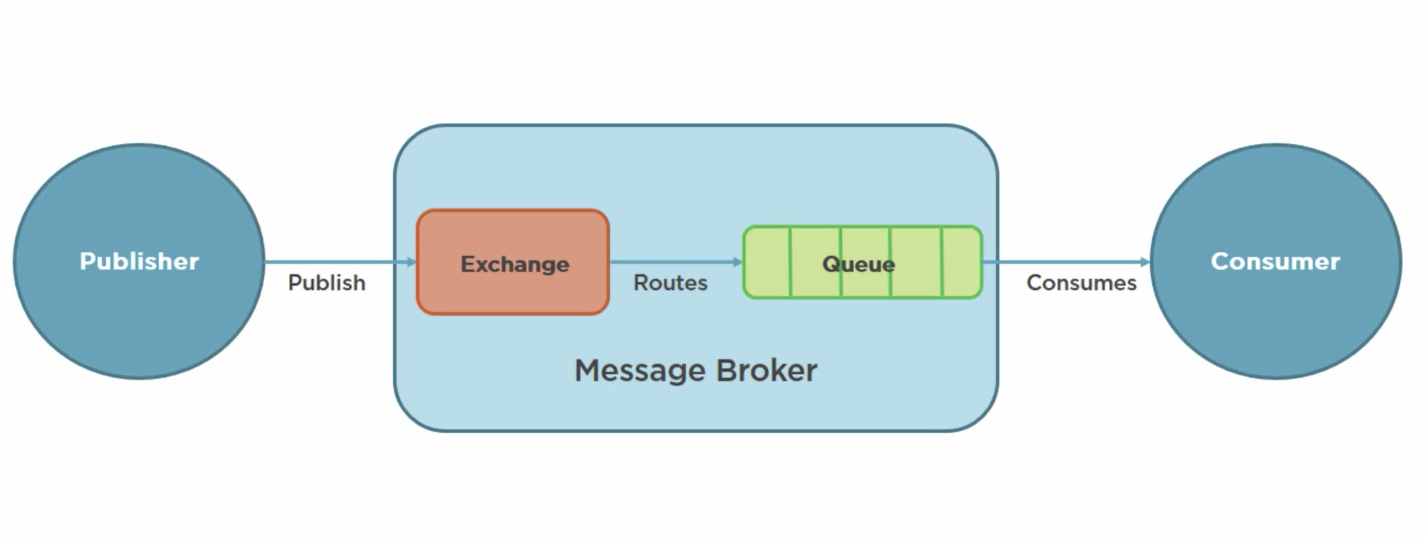 Publisher
Publish
Exchange
Routes
Queue
Consumes
Consumer
Message Broker